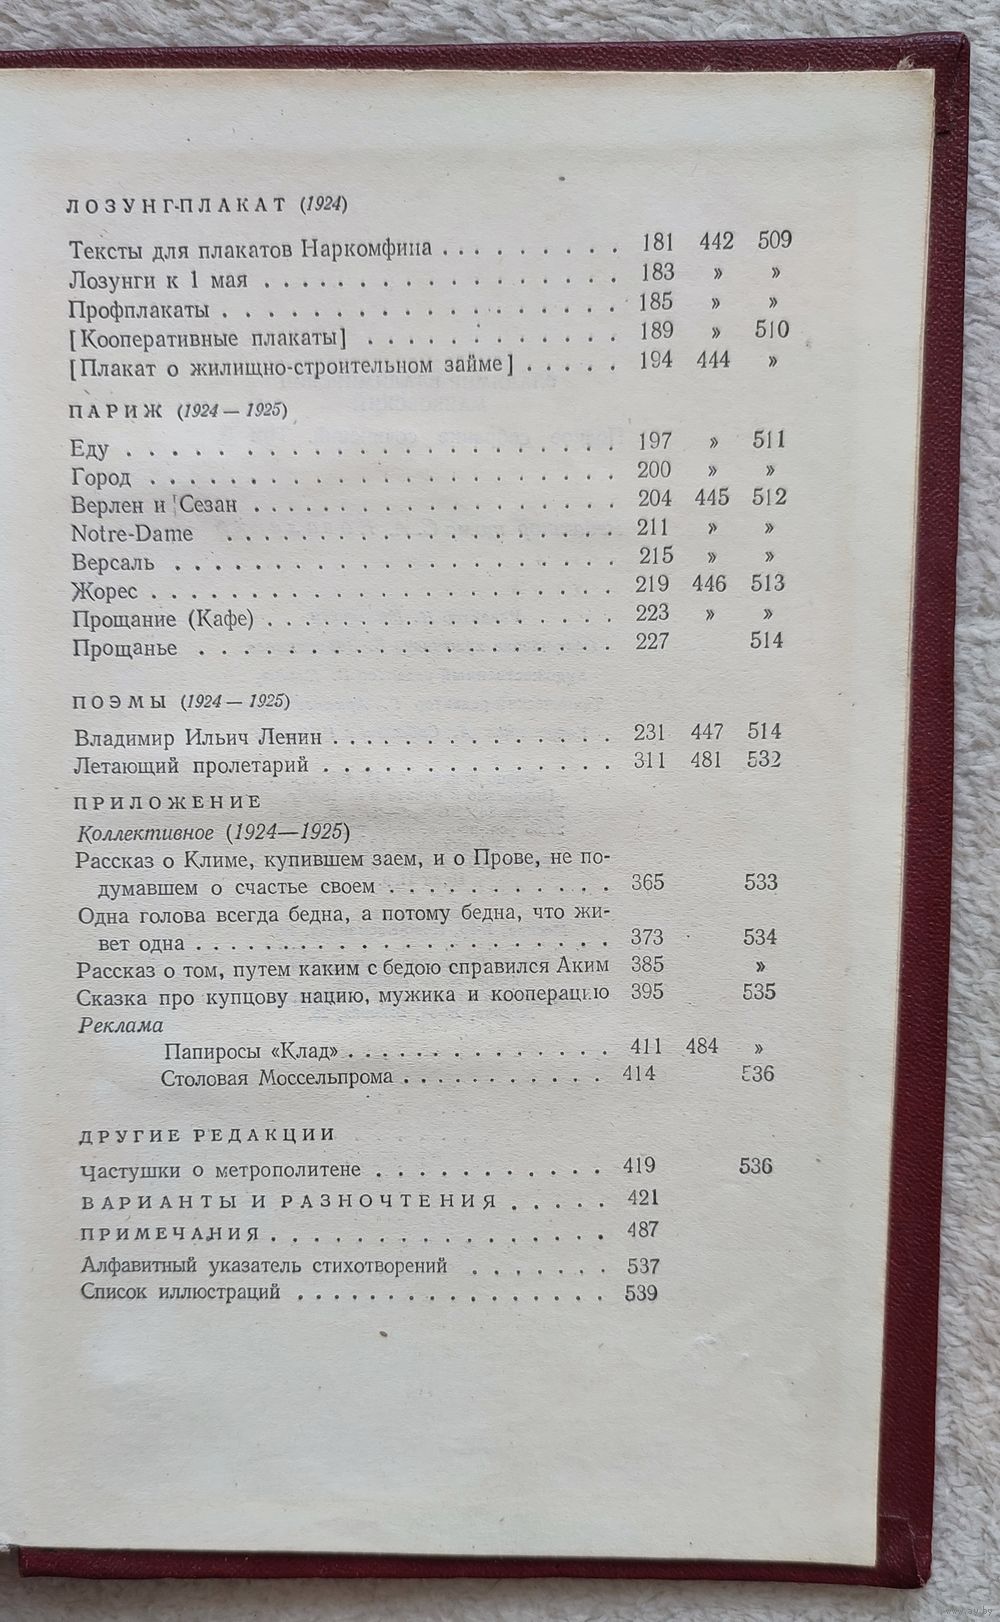 ЛОЗУНГ-ПЛАКАТ (1924)
Тексты для плакатов Наркомфина . . . . . . . . . 181 442 509
Лозунги к 1 мая . . . . . . . . . . . . . . . . 183 » »
Профплакаты . . . . . . . . . . . . . . . . . . 185 » »
[Кооперативные плакаты] . . . . . . . . . . . . 189 » 510
[Плакат о жилищно-строительном займе] . . . . . 194 444 »
ПАРИЖ (1924 — 1925)
Еду . . . . . . . . . . . . . . . . . . . . . . 197 » 511
Город . . . . . . . . . . . . . . . . . . . . . 200 » »
Верлен и Сезан . . . . . . . . . . . . . . . . 204 445 512
Notre-Dame . . . . . . . . . . . . . . . . . . 211 » »
Версаль . . . . . . . . . . . . . . . . . . . . 215 » »
Жорес . . . . . . . . . . . . . . . . . . . . . 219 446 513
Прощание (Кафе) . . . . . . . . . . . . . . . . 223 » »
Прощанье . . . . . . . . . . . . . . . . . . . 227 514
ПОЭМЫ (1924 — 1925)
Владимир Ильич Ленин . . . . . . . . . . . . . 231 447 514
Летающий пролетарий . . . . . . . . . . . . . . 311 481 532
ПРИЛОЖЕНИЕ
Коллективное (1924—1925)
Рассказ о Климе, купившем заем, и о Прове, не по-
думавшем о счастье своем . . . . . . . . . . . 365 533
Одна голова всегда бедна, а потому бедна, что жи-
вет одна . . . . . . . . . . . . . . . . . . . 373 534
Рассказ о том, путем каким с бедою справился Аким 385 »
Сказка про купцову нацию, мужика и кооперацию 395 535
Реклама
Папиросы «Клад» . . . . . . . . . . . . . . . 411 484 »
Столовая Моссельпрома . . . . . . . . . . . . 414 536
ДРУГИЕ РЕДАКЦИИ
Частушки о метрополитене . . . . . . . . . . . 419 536
ВАРИАНТЫ И РАЗНОЧТЕНИЯ . . . . . 421
ПРИМЕЧАНИЯ . . . . . . . . . . . . . . . . 487
Алфавитный указатель стихотворений . . . . . . . 537
Список иллюстраций . . . . . . . . . . . . . . 539
www.ay.by